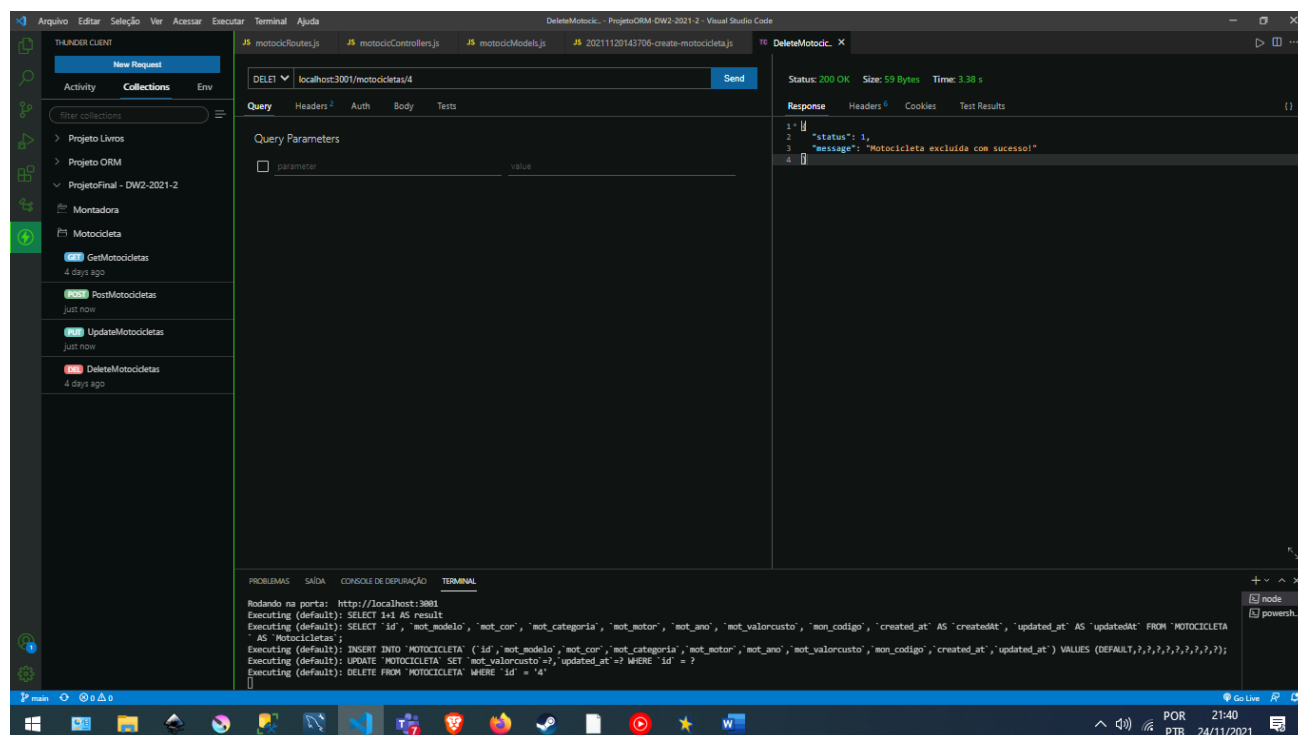 Arquivo Editar Seleção Ver Acessar Executar Terminal Ajuda
DeleteMotocic.. - ProjetoORM-DW2-2021-2 - Visual Studio Code
THUNDER CLIENT
JS motocicRoutes.js JS motocicControllers.js JS motocicModels.js JS 20211120143706-create-motocicleta.js TC DeleteMotocic..
New Request
Activity Collections Env
filter collections
Projeto Livros
Projeto ORM
ProjetoFinal - DW2-2021-2
Montadora
Motocicleta
GET GetMotocicletas
4 days ago
POST PostMotocicletas
just now
PUT UpdateMotocicletas
just now
DEL DeleteMotocicletas
4 days ago
DELET localhost:3001/motocicletas/4 Send
Query Headers 2 Auth Body Tests
Query Parameters
parameter value
Status: 200 OK Size: 59 Bytes Time: 3.38 s
Response Headers 6 Cookies Test Results {}
1 {
2 "status": 1,
3 "message": "Motocicleta excluída com sucesso!"
4 }
PROBLEMAS SAÍDA CONSOLE DE DEPURAÇÃO TERMINAL
node
powersh..
Rodando na porta: http://localhost:3001
Executing (default): SELECT 1+1 AS result
Executing (default): SELECT `id`, `mot_modelo`, `mot_cor`, `mot_categoria`, `mot_motor`, `mot_ano`, `mot_valorcusto`, `mon_codigo`, `created_at` AS `createdAt`, `updated_at` AS `updatedAt` FROM `MOTOCICLETA
` AS `Motocicletas`;
Executing (default): INSERT INTO `MOTOCICLETA` (`id`,`mot_modelo`,`mot_cor`,`mot_categoria`,`mot_motor`,`mot_ano`,`mot_valorcusto`,`mon_codigo`,`created_at`,`updated_at`) VALUES (DEFAULT,?,?,?,?,?,?,?,?,?);
Executing (default): UPDATE `MOTOCICLETA` SET `mot_valorcusto`=?,`updated_at`=? WHERE `id` = ?
Executing (default): DELETE FROM `MOTOCICLETA` WHERE `id` = '4'
main 0 0
Go Live
POR
PTB
21:40
24/11/2021